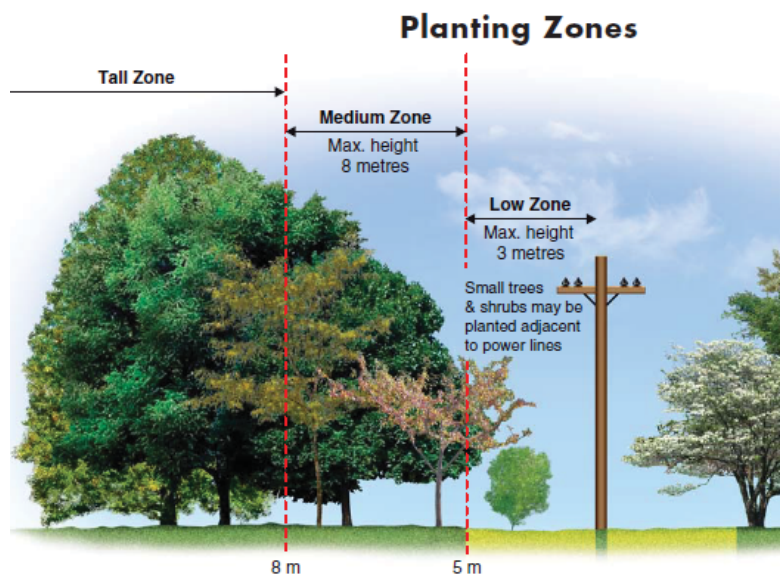 Planting Zones
Tall Zone
Medium Zone
Max. height
8 metres
Low Zone
Max. height
3 metres
Small trees
& shrubs may be
planted adjacent
to power lines
8 m
5 m